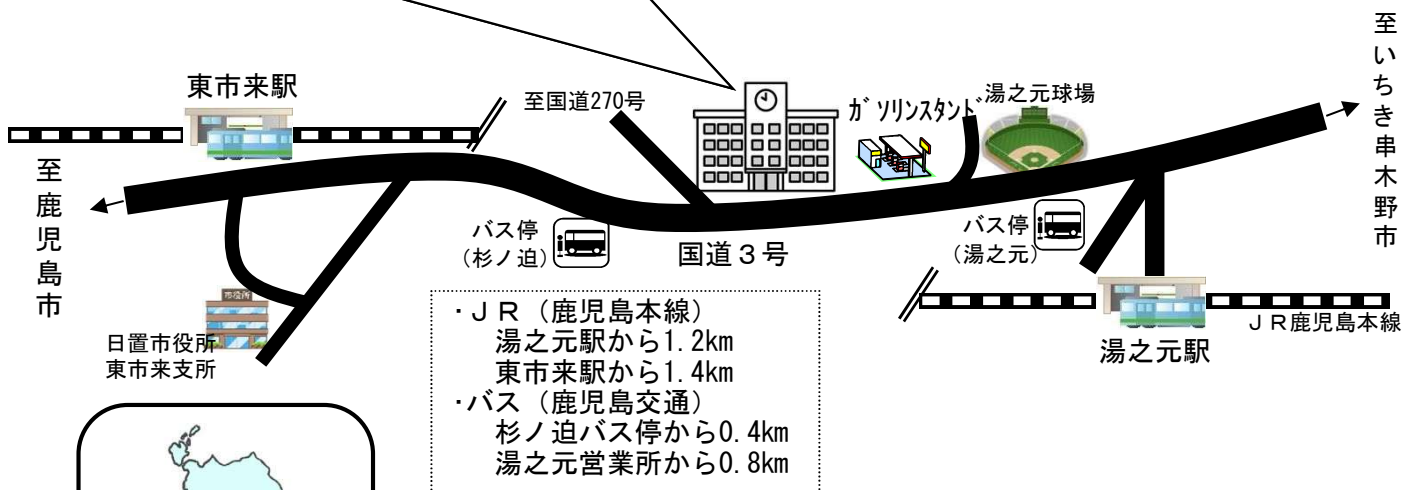 至いちき串木野市
東市来駅
至国道270号
ガソリンスタンド
湯之元球場
至鹿児島市
バス停
(杉ノ迫)
国道３号
バス停
(湯之元)
市役所
日置市役所
東市来支所
・ＪＲ（鹿児島本線）
湯之元駅から1.2km
東市来駅から1.4km
・バス（鹿児島交通）
杉ノ迫バス停から0.4km
湯之元営業所から0.8km
ＪＲ鹿児島本線
湯之元駅